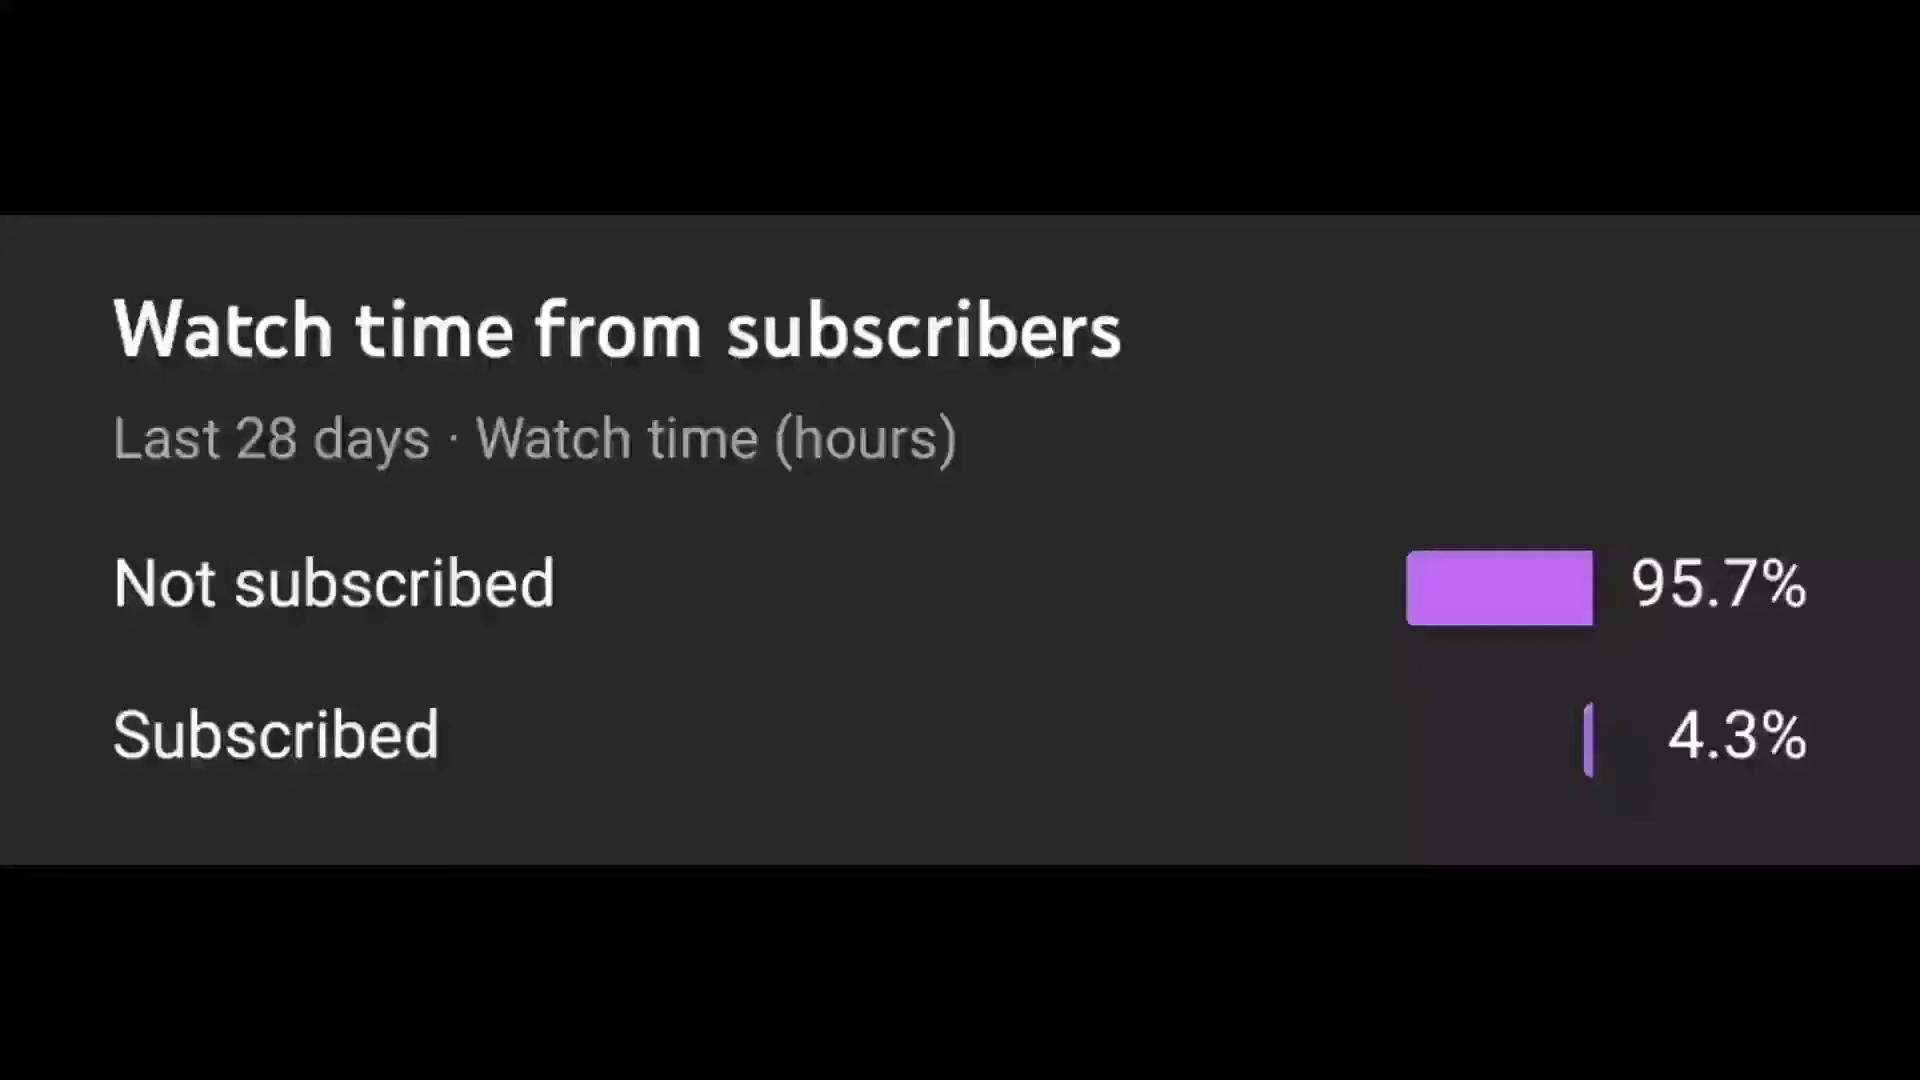 Watch time from subscribers
Last 28 days · Watch time (hours)
Not subscribed 95.7%
Subscribed 4.3%